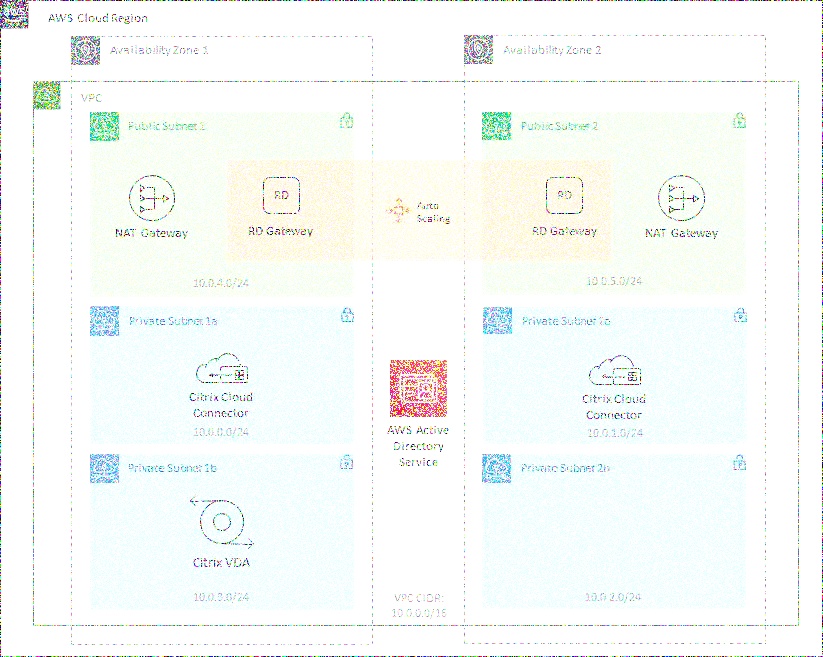 AWS Cloud Region
Availability Zone 1
Availability Zone 2
VPC
Public Subnet 1
Public Subnet 2
NAT Gateway
RD
RD Gateway
Auto
Scaling
RD
RD Gateway
NAT Gateway
10.0.4.0/24
10.0.5.0/24
Private Subnet 1a
Private Subnet 2a
Citrix Cloud
Connector
10.0.0.0/24
AWS Active
Directory
Service
Citrix Cloud
Connector
10.0.1.0/24
Private Subnet 1b
Private Subnet 2b
Citrix VDA
10.0.3.0/24
VPC CIDR:
10.0.0.0/16
10.0.2.0/24